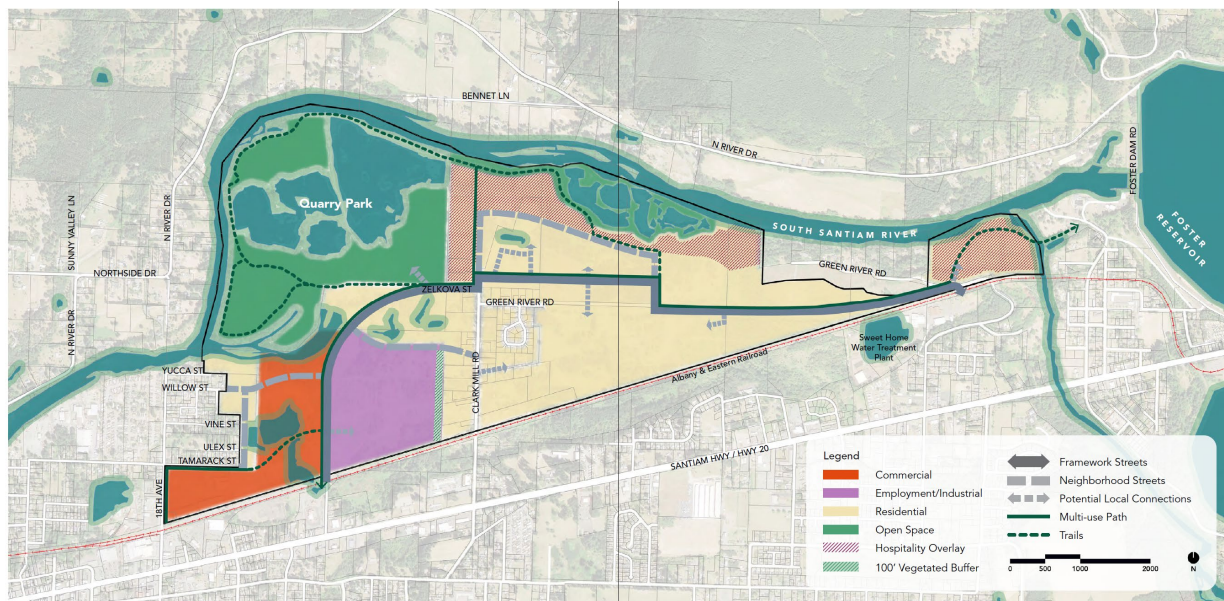 BENNET LN
N RIVER DR
FOSTER DAM RD
FOSTER
RESERVOIR
SUNNY VALLEY LN
N RIVER DR
Quarry Park
SOUTH SANTIAM RIVER
NORTHSIDE DR
GREEN RIVER RD
ZELKOVA ST
GREEN RIVER RD
N RIVER DR
Sweet Home
Water Treatment
Plant
YUCCA ST
WILLOW ST
CLARK MILL RD
Albany & Eastern Railroad
VINE ST
ULEX ST
TAMARACK ST
SANTIAM HWY / HWY 20
18TH AVE
Legend
Commercial
Employment/Industrial
Residential
Open Space
Hospitality Overlay
100' Vegetated Buffer
Framework Streets
Neighborhood Streets
Potential Local Connections
Multi-use Path
Trails
0 500 1000 2000
N